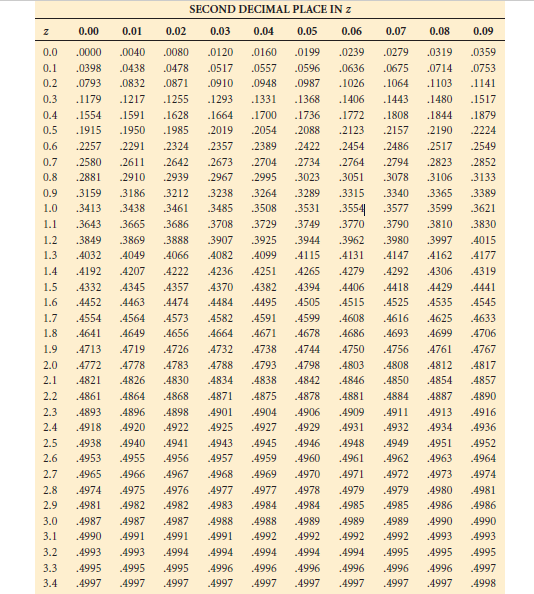 SECOND DECIMAL PLACE IN z
z 0.00 0.01 0.02 0.03 0.04 0.05 0.06 0.07 0.08 0.09
0.0 .0000 .0040 .0080 .0120 .0160 .0199 .0239 .0279 .0319 .0359
0.1 .0398 .0438 .0478 .0517 .0557 .0596 .0636 .0675 .0714 .0753
0.2 .0793 .0832 .0871 .0910 .0948 .0987 .1026 .1064 .1103 .1141
0.3 .1179 .1217 .1255 .1293 .1331 .1368 .1406 .1443 .1480 .1517
0.4 .1554 .1591 .1628 .1664 .1700 .1736 .1772 .1808 .1844 .1879
0.5 .1915 .1950 .1985 .2019 .2054 .2088 .2123 .2157 .2190 .2224
0.6 .2257 .2291 .2324 .2357 .2389 .2422 .2454 .2486 .2517 .2549
0.7 .2580 .2611 .2642 .2673 .2704 .2734 .2764 .2794 .2823 .2852
0.8 .2881 .2910 .2939 .2967 .2995 .3023 .3051 .3078 .3106 .3133
0.9 .3159 .3186 .3212 .3238 .3264 .3289 .3315 .3340 .3365 .3389
1.0 .3413 .3438 .3461 .3485 .3508 .3531 .3554 .3577 .3599 .3621
1.1 .3643 .3665 .3686 .3708 .3729 .3749 .3770 .3790 .3810 .3830
1.2 .3849 .3869 .3888 .3907 .3925 .3944 .3962 .3980 .3997 .4015
1.3 .4032 .4049 .4066 .4082 .4099 .4115 .4131 .4147 .4162 .4177
1.4 .4192 .4207 .4222 .4236 .4251 .4265 .4279 .4292 .4306 .4319
1.5 .4332 .4345 .4357 .4370 .4382 .4394 .4406 .4418 .4429 .4441
1.6 .4452 .4463 .4474 .4484 .4495 .4505 .4515 .4525 .4535 .4545
1.7 .4554 .4564 .4573 .4582 .4591 .4599 .4608 .4616 .4625 .4633
1.8 .4641 .4649 .4656 .4664 .4671 .4678 .4686 .4693 .4699 .4706
1.9 .4713 .4719 .4726 .4732 .4738 .4744 .4750 .4756 .4761 .4767
2.0 .4772 .4778 .4783 .4788 .4793 .4798 .4803 .4808 .4812 .4817
2.1 .4821 .4826 .4830 .4834 .4838 .4842 .4846 .4850 .4854 .4857
2.2 .4861 .4864 .4868 .4871 .4875 .4878 .4881 .4884 .4887 .4890
2.3 .4893 .4896 .4898 .4901 .4904 .4906 .4909 .4911 .4913 .4916
2.4 .4918 .4920 .4922 .4925 .4927 .4929 .4931 .4932 .4934 .4936
2.5 .4938 .4940 .4941 .4943 .4945 .4946 .4948 .4949 .4951 .4952
2.6 .4953 .4955 .4956 .4957 .4959 .4960 .4961 .4962 .4963 .4964
2.7 .4965 .4966 .4967 .4968 .4969 .4970 .4971 .4972 .4973 .4974
2.8 .4974 .4975 .4976 .4977 .4977 .4978 .4979 .4979 .4980 .4981
2.9 .4981 .4982 .4982 .4983 .4984 .4984 .4985 .4985 .4986 .4986
3.0 .4987 .4987 .4987 .4988 .4988 .4989 .4989 .4989 .4990 .4990
3.1 .4990 .4991 .4991 .4991 .4992 .4992 .4992 .4992 .4993 .4993
3.2 .4993 .4993 .4994 .4994 .4994 .4994 .4994 .4995 .4995 .4995
3.3 .4995 .4995 .4995 .4996 .4996 .4996 .4996 .4996 .4996 .4997
3.4 .4997 .4997 .4997 .4997 .4997 .4997 .4997 .4997 .4997 .4998